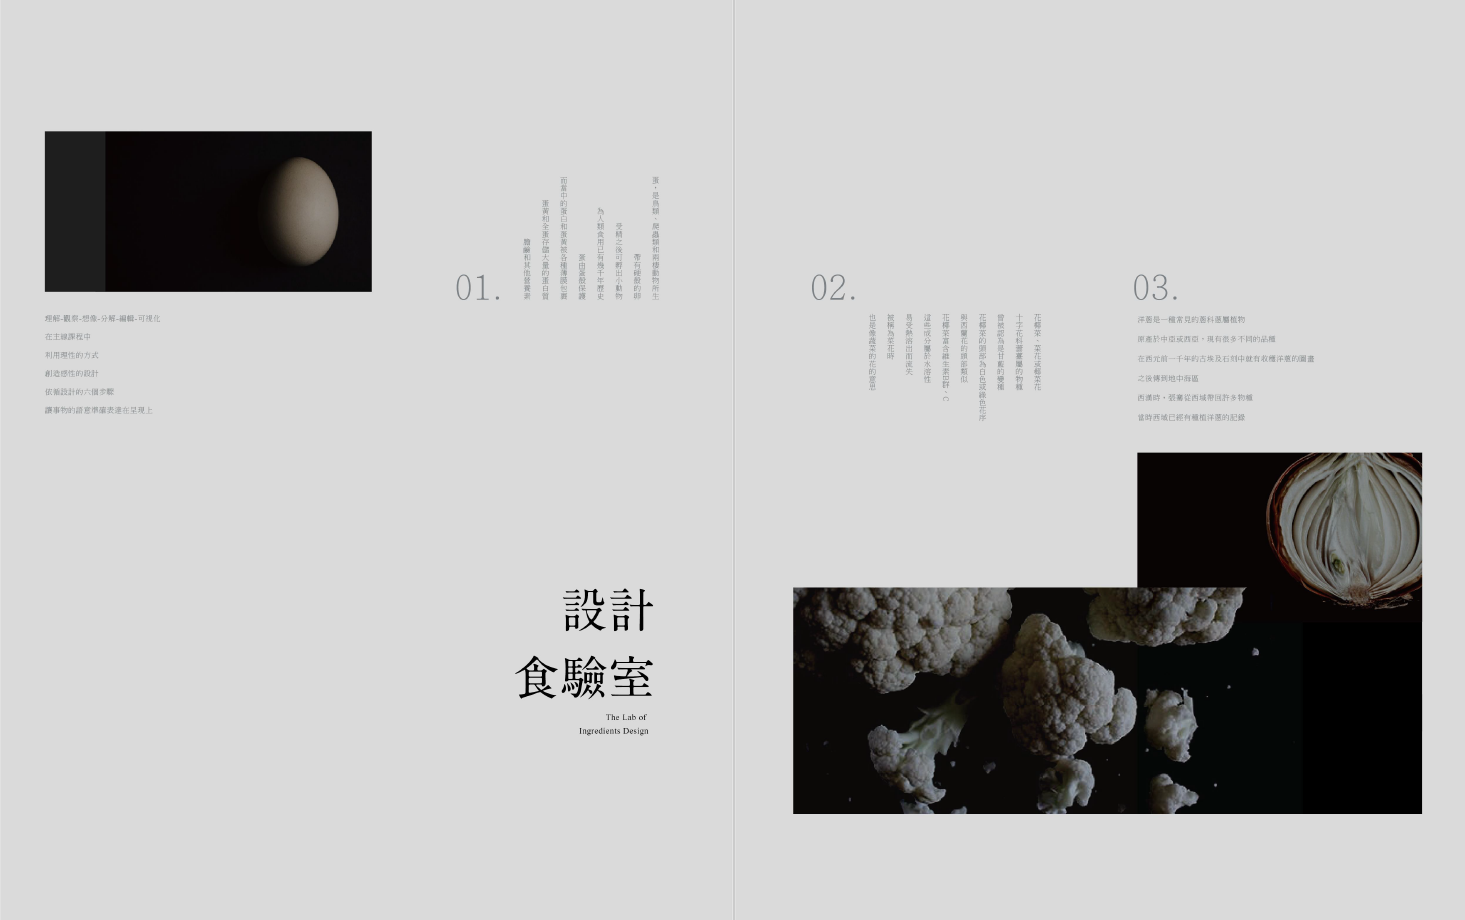 理解-觀察-想像-分解-編輯-可視化
在主線課程中
利用理性的方式
創造感性的設計
依循設計的六個步驟
讓事物的語意準確表達在呈現上
01.
蛋，是鳥類、爬蟲類和兩棲動物所生
帶有硬殼的卵
受精之後可孵出小動物
為人類食用已有幾千年歷史
蛋由蛋殼保護
而當中的蛋白和蛋黃被各種薄膜包裹
蛋黃和全蛋存儲大量的蛋白質
膽鹼和其他營養素
設計
食驗室
The Lab of
Ingredients Design
02.
花椰菜、菜花或椰菜花
十字花科蕓薹屬的物種
曾被認為是甘藍的變種
花椰菜的頭部為白色或綠色花序
與西蘭花的頭部類似
花椰菜富含維生素B群、C
這些成分屬於水溶性
易受熱溶出而流失
被稱為菜花時
也是像蔬菜的花的意思
03.
洋蔥是一種常見的蔥科蔥屬植物
原產於中亞或西亞，現有很多不同的品種
在西元前一千年的古埃及石刻中就有收穫洋蔥的圖畫
之後傳到地中海區
西漢時，張騫從西域帶回許多物種
當時西域已經有種植洋蔥的記錄